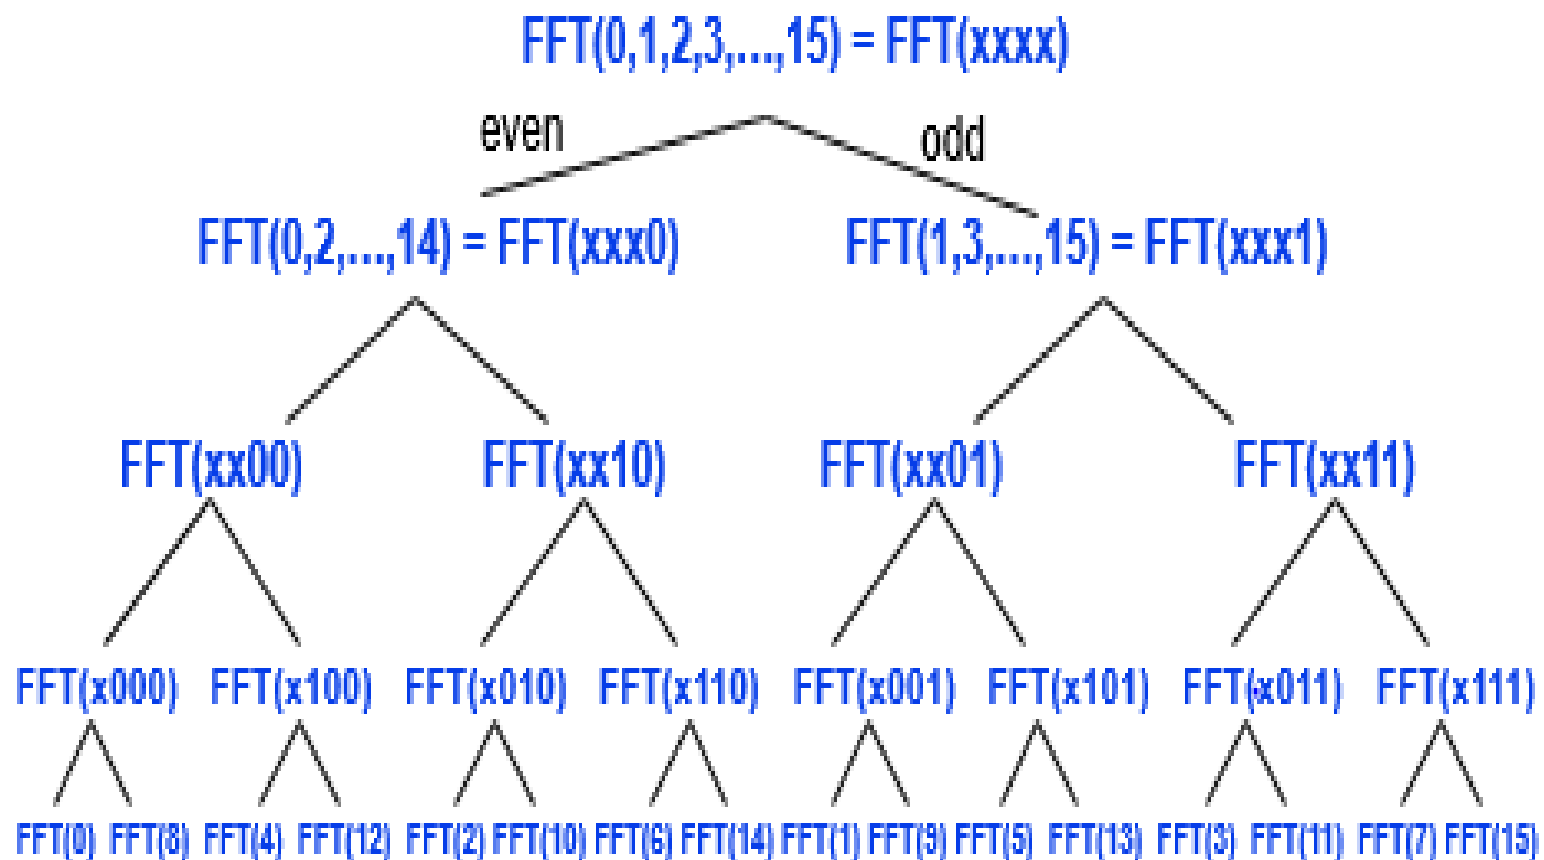 FFT(0,1,2,3,...,15) = FFT(xxxx)
even odd
FFT(0,2,...,14) = FFT(xxx0) FFT(1,3,...,15) = FFT(xxx1)
FFT(xx00) FFT(xx10) FFT(xx01) FFT(xx11)
FFT(x000) FFT(x100) FFT(x010) FFT(x110) FFT(x001) FFT(x101) FFT(x011) FFT(x111)
FFT(0) FFT(8) FFT(4) FFT(12) FFT(2) FFT(10) FFT(6) FFT(14) FFT(1) FFT(9) FFT(5) FFT(13) FFT(3) FFT(11) FFT(7) FFT(15)